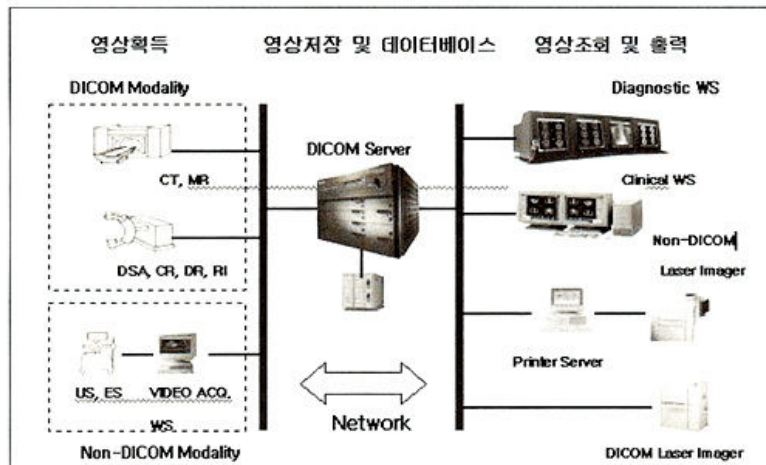 영상획득
영상저장 및 데이터베이스
영상조회 및 출력
DICOM Modality
Diagnostic WS
DICOM Server
CT, MR
Clinical WS
DSA, CR, DR, RI
Non-DICOM
Laser Imager
Printer Server
US, ES
VIDEO ACQ.
WS
Network
Non-DICOM Modality
DICOM Laser Imager